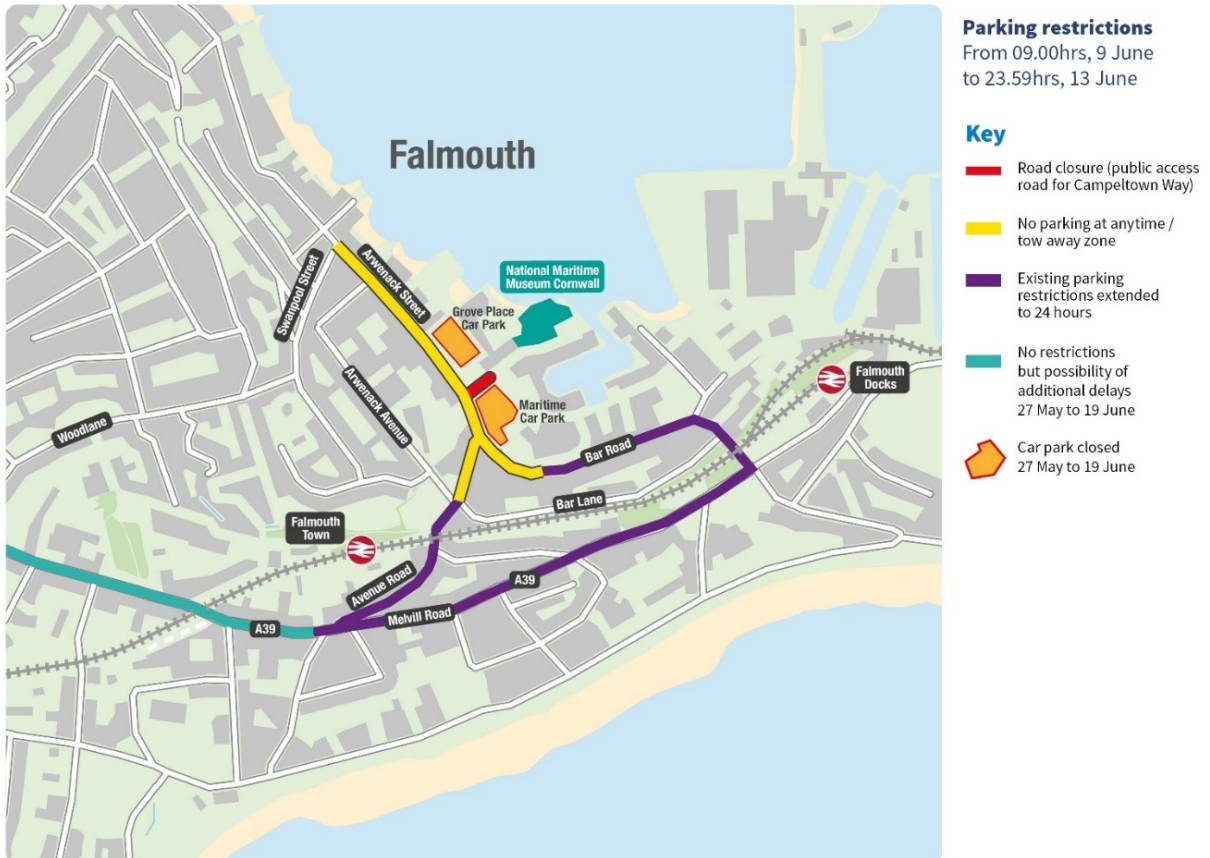 Falmouth
Swanpool Street
Arwenack Street
National Maritime
Museum Cornwall
Grove Place
Car Park
Arwenack Avenue
Maritime
Car Park
Woodlane
Falmouth
Docks
Bar Road
Bar Lane
Falmouth
Town
Avenue Road
A39
Melvill Road
A39
Parking restrictions
From 09.00hrs, 9 June
to 23.59hrs, 13 June
Key
Road closure (public access
road for Campeltown Way)
No parking at anytime /
tow away zone
Existing parking
restrictions extended
to 24 hours
No restrictions
but possibility of
additional delays
27 May to 19 June
Car park closed
27 May to 19 June